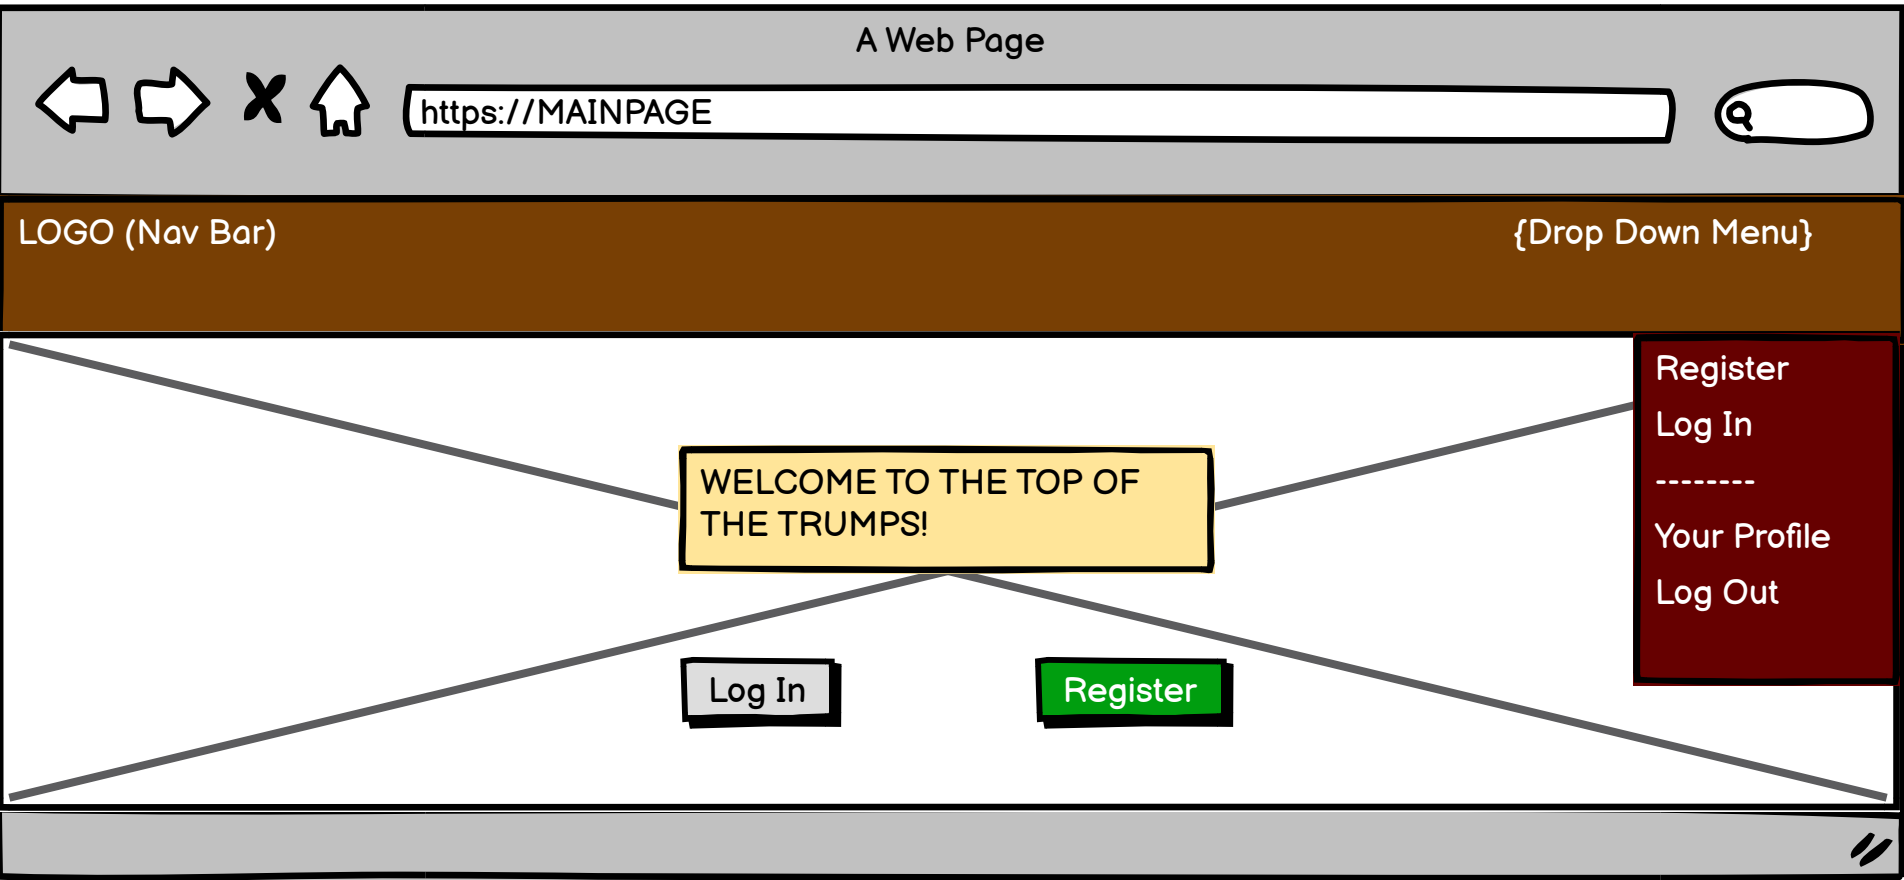 A Web Page
https://MAINPAGE
LOGO (Nav Bar)
{Drop Down Menu}
Register
Log In
--------
Your Profile
Log Out
WELCOME TO THE TOP OF
THE TRUMPS!
Log In
Register